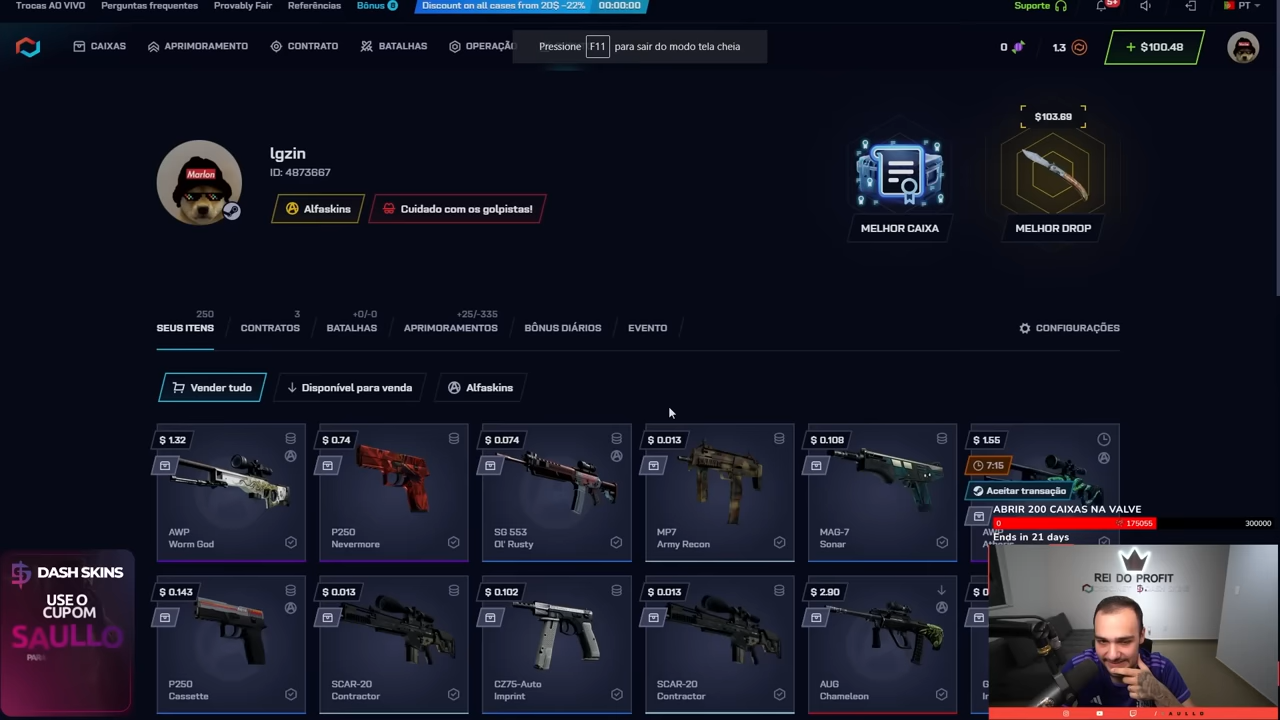 Trocas AO VIVO
Perguntas frequentes
Provably Fair
Referências
Bônus
Discount on all cases from 20$ -22%
00:00:00
Suporte
5+
PT
CAIXAS
APRIMORAMENTO
CONTRATO
BATALHAS
OPERAÇÃ
Pressione F11 para sair do modo tela cheia
0
1.3
+ $100.48
$103.69
Marlon
lgzin
ID: 4873667
Alfaskins
Cuidado com os golpistas!
MELHOR CAIXA
MELHOR DROP
250
SEUS ITENS
3
CONTRATOS
+0/-0
BATALHAS
+25/-335
APRIMORAMENTOS
BÔNUS DIÁRIOS
EVENTO
CONFIGURAÇÕES
Vender tudo
Disponível para venda
Alfaskins
$ 1.32
AWP
Worm God
$ 0.74
P250
Nevermore
$ 0.074
SG 553
Ol' Rusty
$ 0.013
MP7
Army Recon
$ 0.108
MAG-7
Sonar
$ 1.55
7:15
Aceitar transação
ABRIR 200 CAIXAS NA VALVE
0
175055
300000
Ends in 21 days
REI DO PROFIT
DASH SKINS
USE O
CUPOM
SAULLO
PARA
$ 0.143
P250
Cassette
$ 0.013
SCAR-20
Contractor
$ 0.102
CZ75-Auto
Imprint
$ 0.013
SCAR-20
Contractor
$ 2.90
AUG
Chameleon